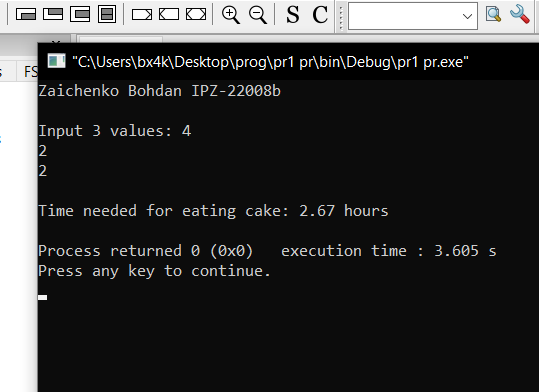 S C
s FS
"C:\Users\bx4k\Desktop\prog\pr1 pr\bin\Debug\pr1 pr.exe"
Zaichenko Bohdan IPZ-22008b
Input 3 values: 4
2
2
Time needed for eating cake: 2.67 hours
Process returned 0 (0x0)   execution time : 3.605 s
Press any key to continue.